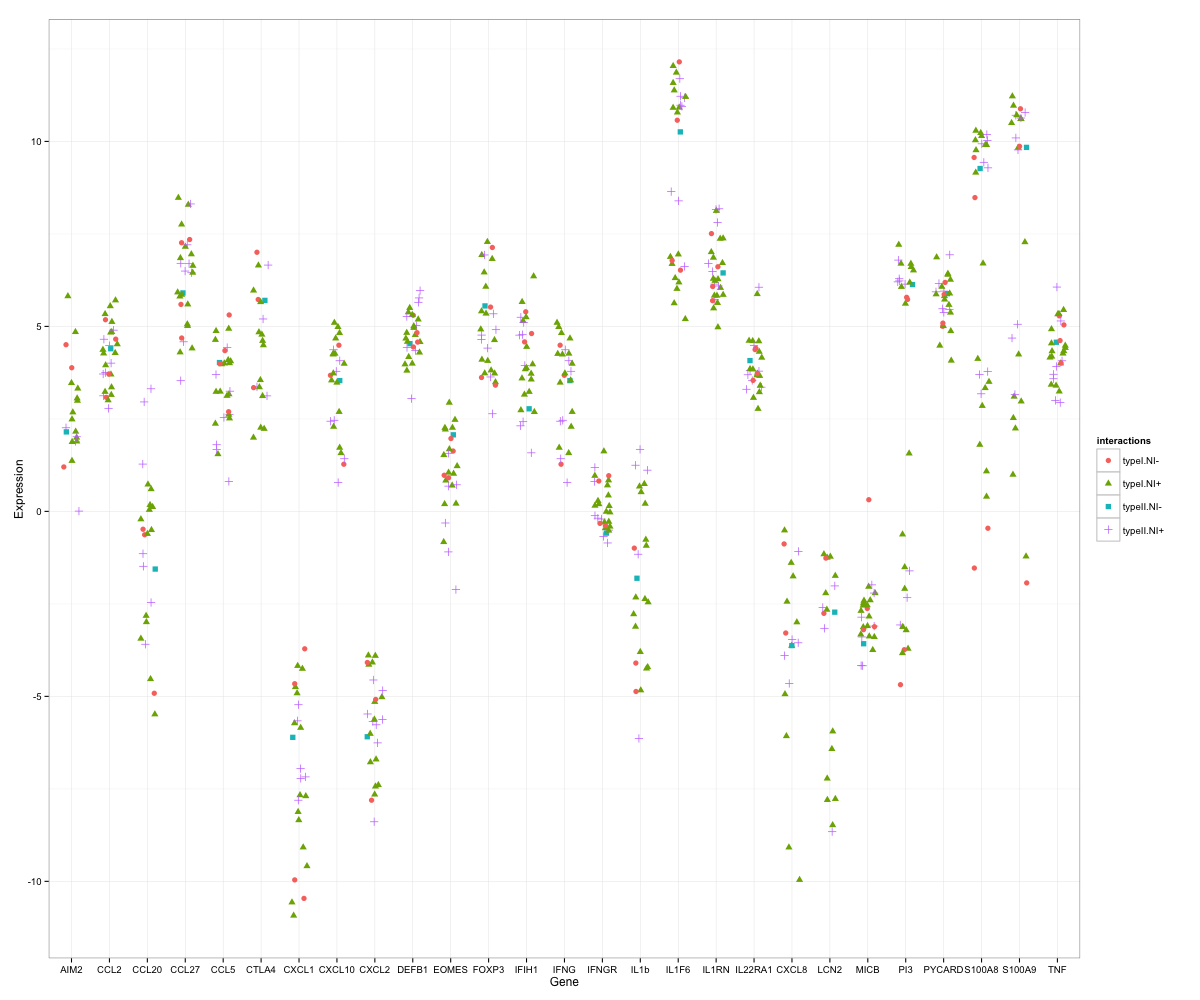 10
5
0
-5
-10
Expression
AIM2 CCL2 CCL20 CCL27 CCL5 CTLA4 CXCL1 CXCL10 CXCL2 DEFB1 EOMES FOXP3 IFIH1 IFNG IFNGR IL1b IL1F6 IL1RN IL22RA1 CXCL8 LCN2 MICB PI3 PYCARD S100A8 S100A9 TNF
Gene
interactions
typeI.NI-
typeI.NI+
typeII.NI-
typeII.NI+